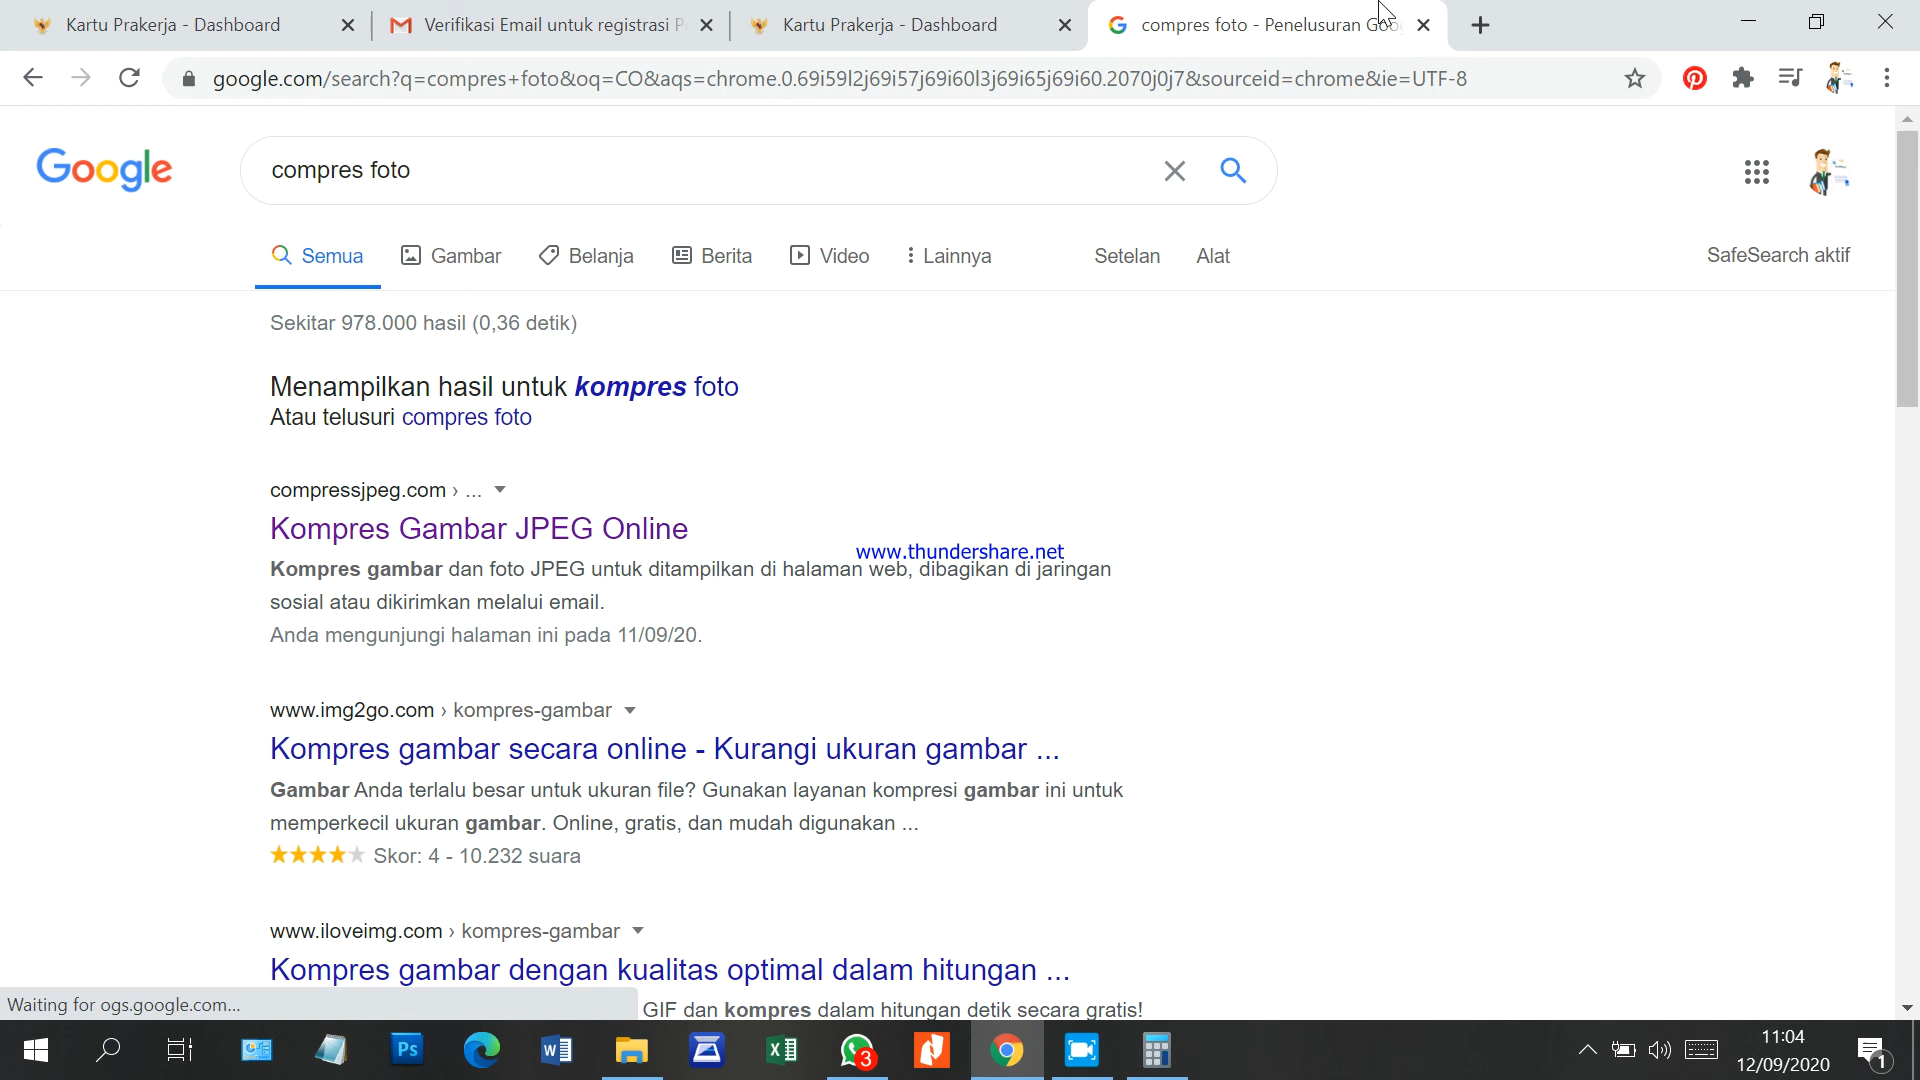 Kartu Prakerja - Dashboard
Verifikasi Email untuk registrasi P
Kartu Prakerja - Dashboard
compres foto - Penelusuran Goo
google.com/search?q=compres+foto&oq=CO&aqs=chrome.0.69i59l2j69i57j69i60l3j69i65j69i60.2070j0j7&sourceid=chrome&ie=UTF-8
Google
compres foto
Semua Gambar Belanja Berita Video Lainnya Setelan Alat SafeSearch aktif
Sekitar 978.000 hasil (0,36 detik)
Menampilkan hasil untuk kompres foto
Atau telusuri compres foto
compressjpeg.com › ...
Kompres Gambar JPEG Online
www.thundershare.net
Kompres gambar dan foto JPEG untuk ditampilkan di halaman web, dibagikan di jaringan
sosial atau dikirimkan melalui email.
Anda mengunjungi halaman ini pada 11/09/20.
www.img2go.com › kompres-gambar
Kompres gambar secara online - Kurangi ukuran gambar ...
Gambar Anda terlalu besar untuk ukuran file? Gunakan layanan kompresi gambar ini untuk
memperkecil ukuran gambar. Online, gratis, dan mudah digunakan ...
Skor: 4 - 10.232 suara
www.iloveimg.com › kompres-gambar
Kompres gambar dengan kualitas optimal dalam hitungan ...
GIF dan kompres dalam hitungan detik secara gratis!
Waiting for ogs.google.com...
Ps
3
11:04
12/09/2020
1